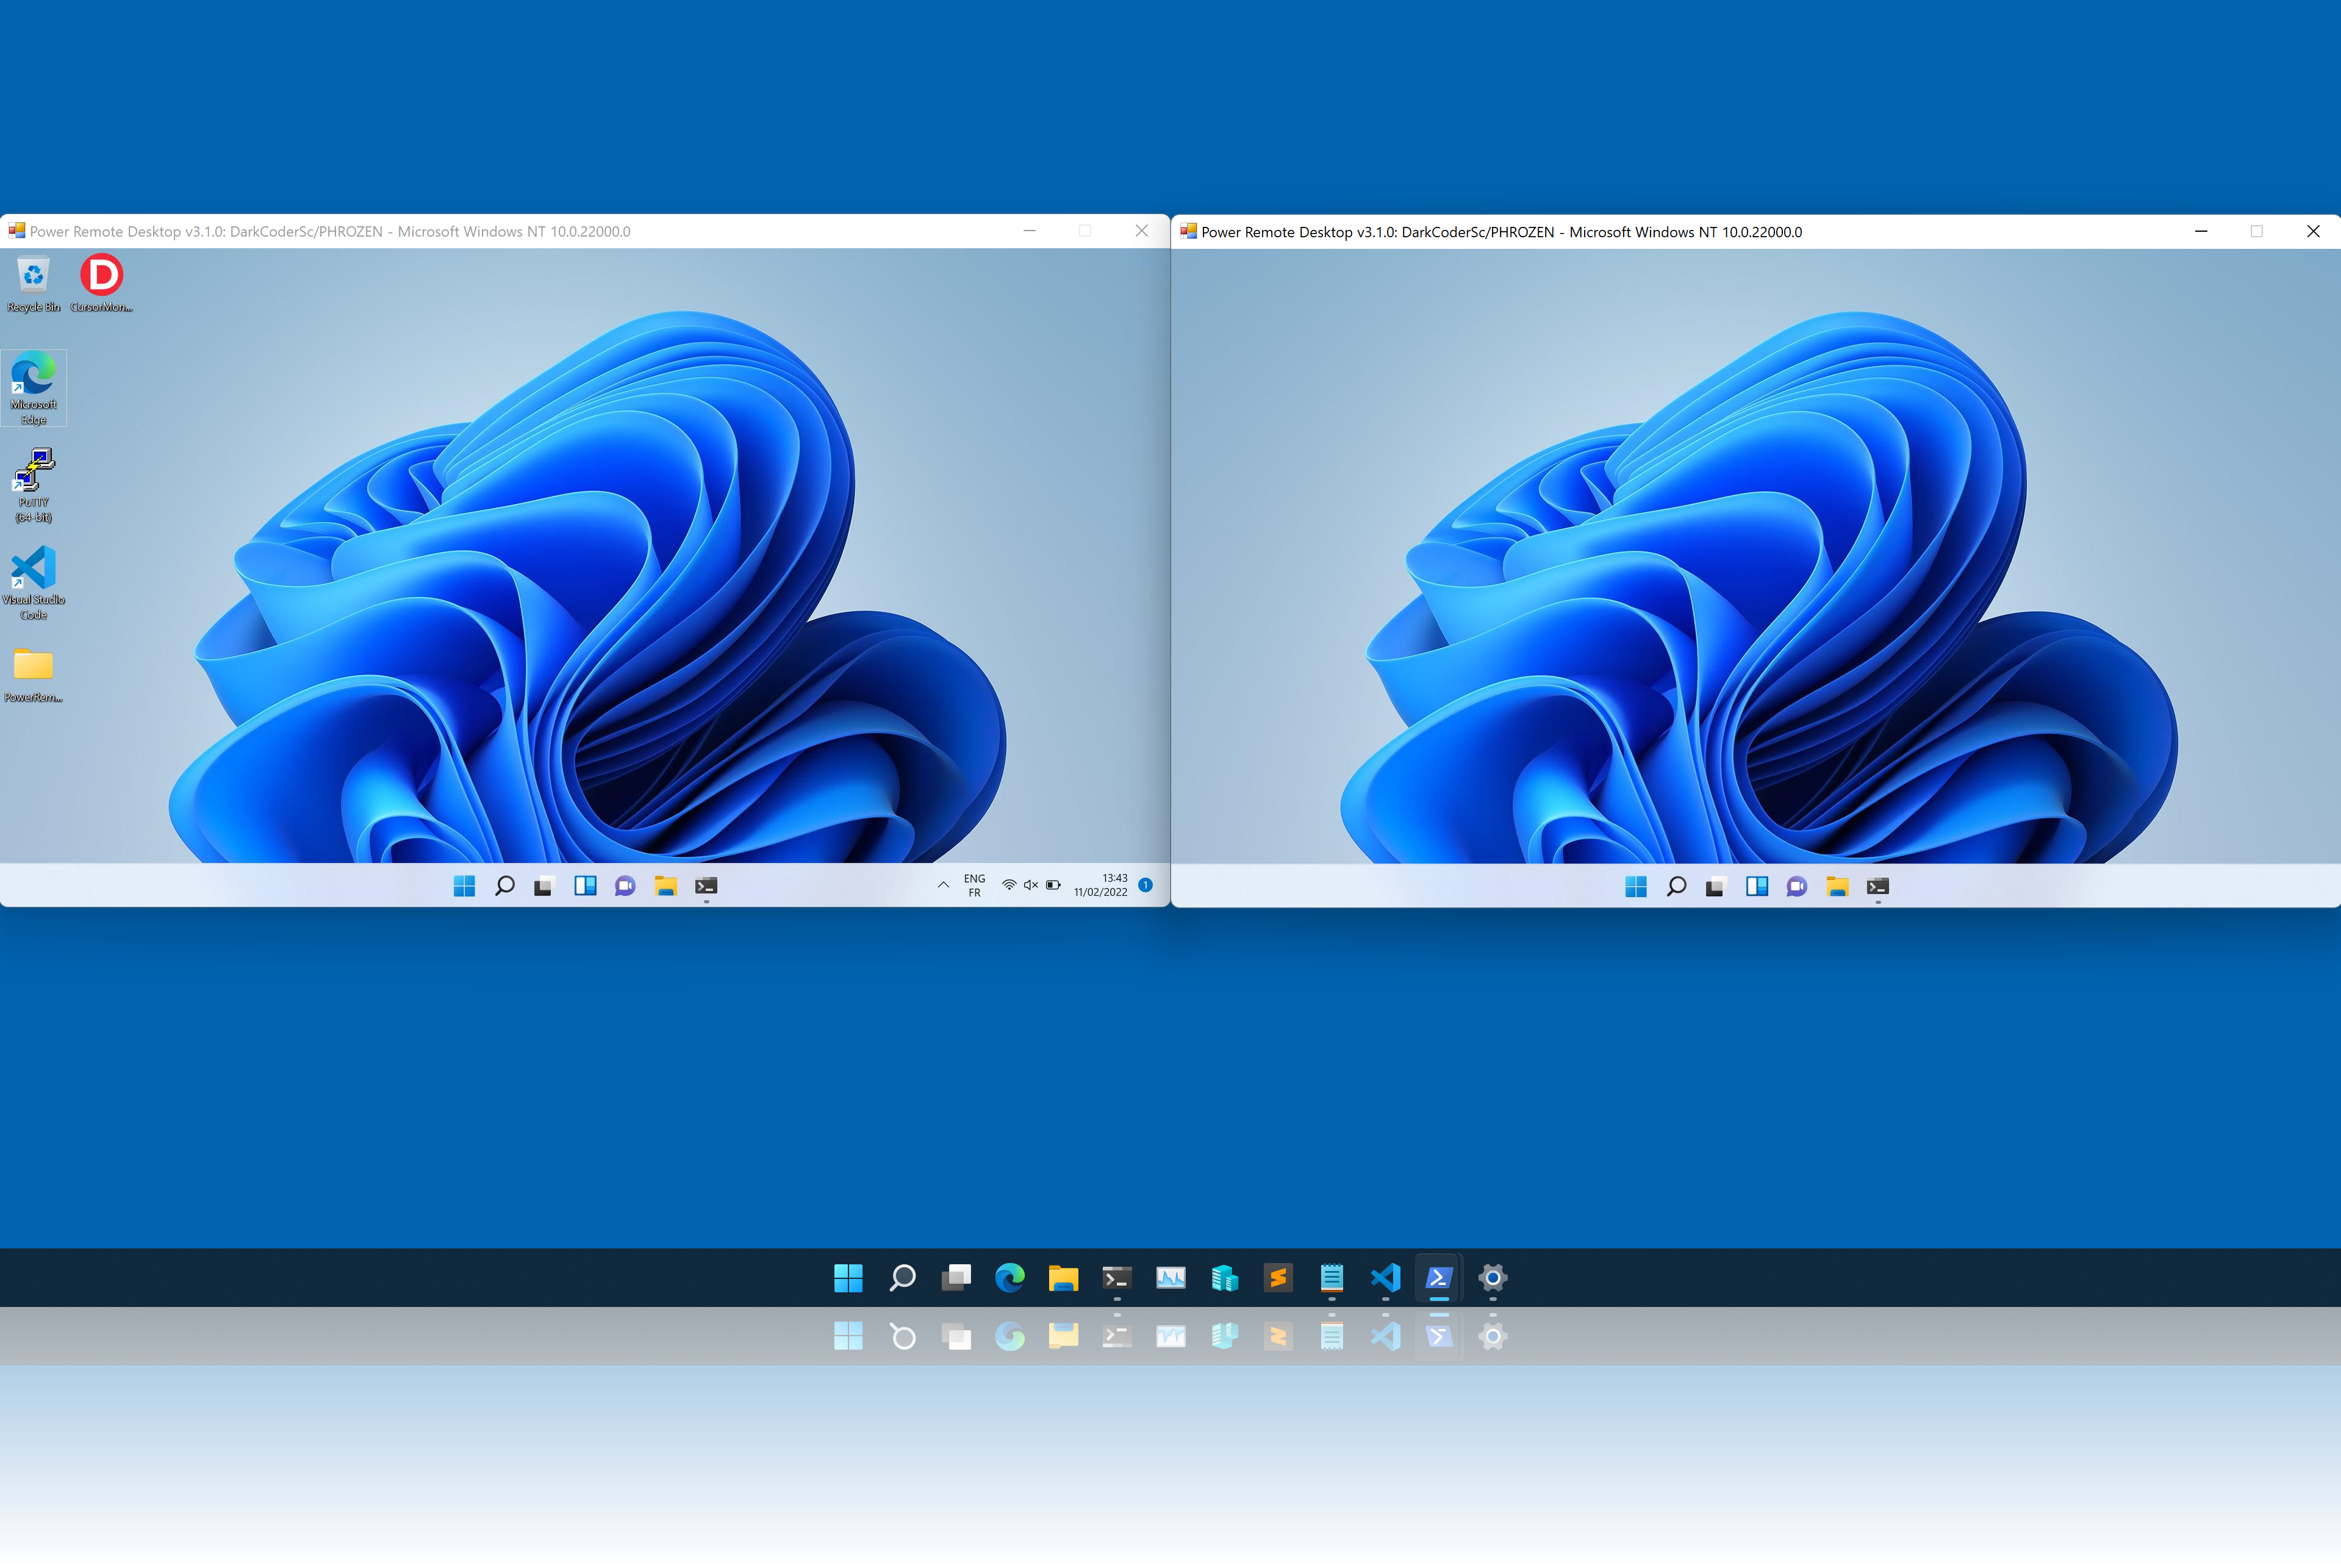 Power Remote Desktop v3.1.0: DarkCoderSc/PHROZEN - Microsoft Windows NT 10.0.22000.0
Recycle Bin
CursorMon...
Microsoft
Edge
PuTTY
(64-bit)
Visual Studio
Code
PowerRem...
ENG
FR
13:43
11/02/2022
1
Power Remote Desktop v3.1.0: DarkCoderSc/PHROZEN - Microsoft Windows NT 10.0.22000.0